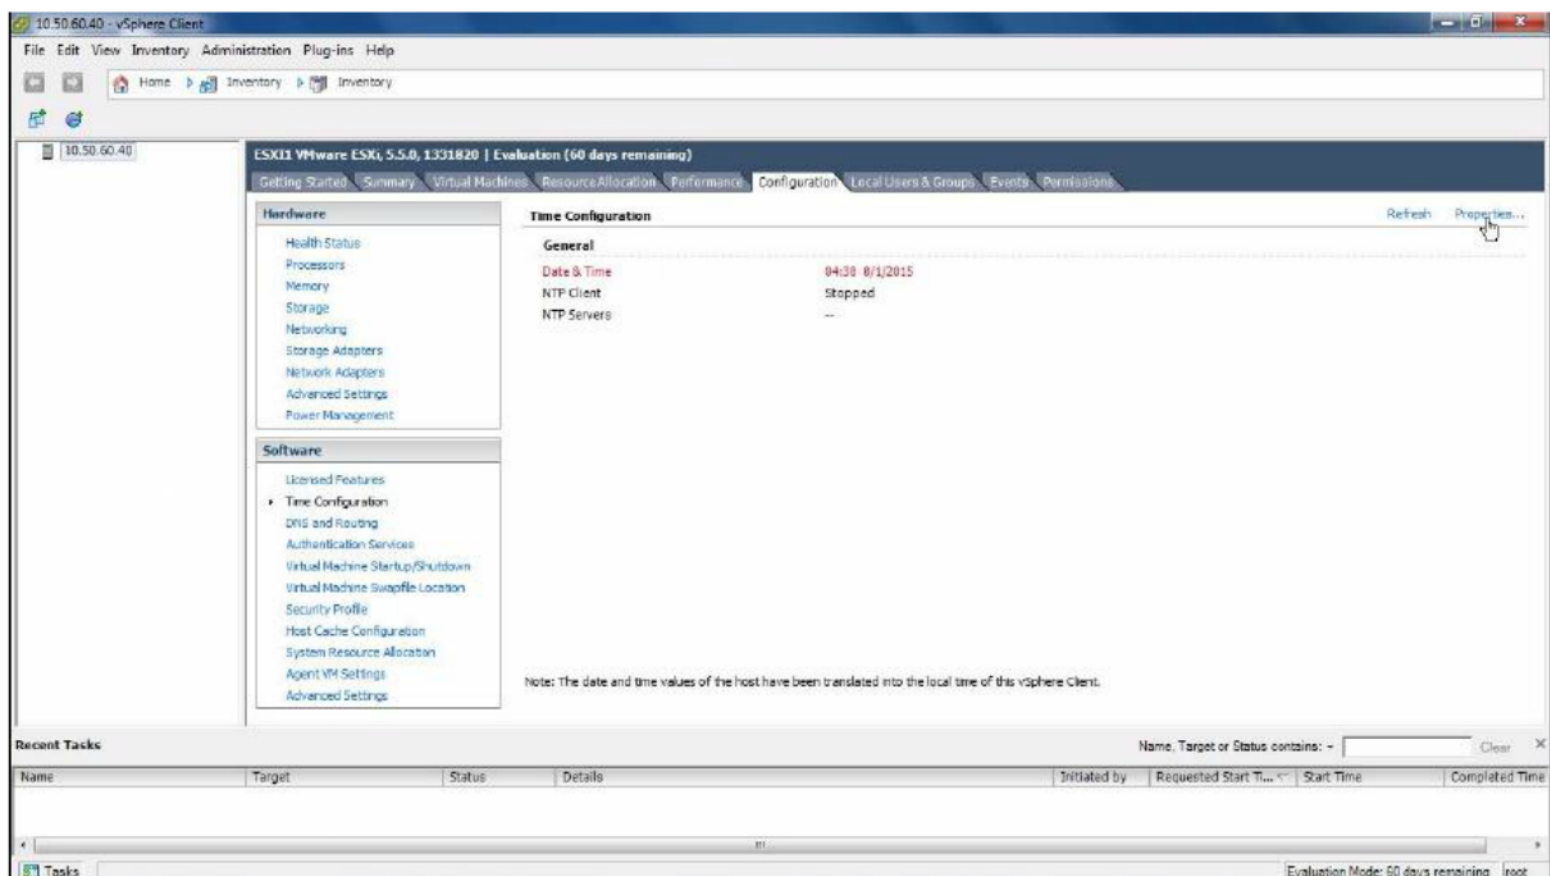 10.50.60.40 - vSphere Client
File Edit View Inventory Administration Plug-ins Help
Home Inventory Inventory
10.50.60.40
ESXI1 VMware ESXi, 5.5.0, 1331820 | Evaluation (60 days remaining)
Getting Started Summary Virtual Machines Resource Allocation Performance Configuration Local Users & Groups Events Permissions
Hardware
Health Status
Processors
Memory
Storage
Networking
Storage Adapters
Network Adapters
Advanced Settings
Power Management
Software
Licensed Features
Time Configuration
DNS and Routing
Authentication Services
Virtual Machine Startup/Shutdown
Virtual Machine Swapfile Location
Security Profile
Host Cache Configuration
System Resource Allocation
Agent VM Settings
Advanced Settings
Time Configuration
Refresh Properties...
General
Date & Time 04:38 8/1/2015
NTP Client Stopped
NTP Servers --
Note: The date and time values of the host have been translated into the local time of this vSphere Client.
Recent Tasks
Name, Target or Status contains: Clear
Name Target Status Details Initiated by Requested Start Ti... Start Time Completed Time
Tasks
Evaluation Mode: 60 days remaining root